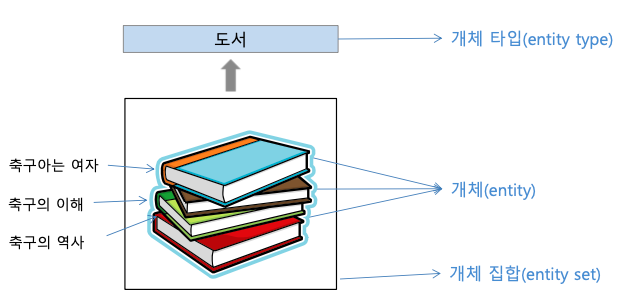 도서
개체 타입(entity type)
축구아는 여자
축구의 이해
축구의 역사
개체(entity)
개체 집합(entity set)